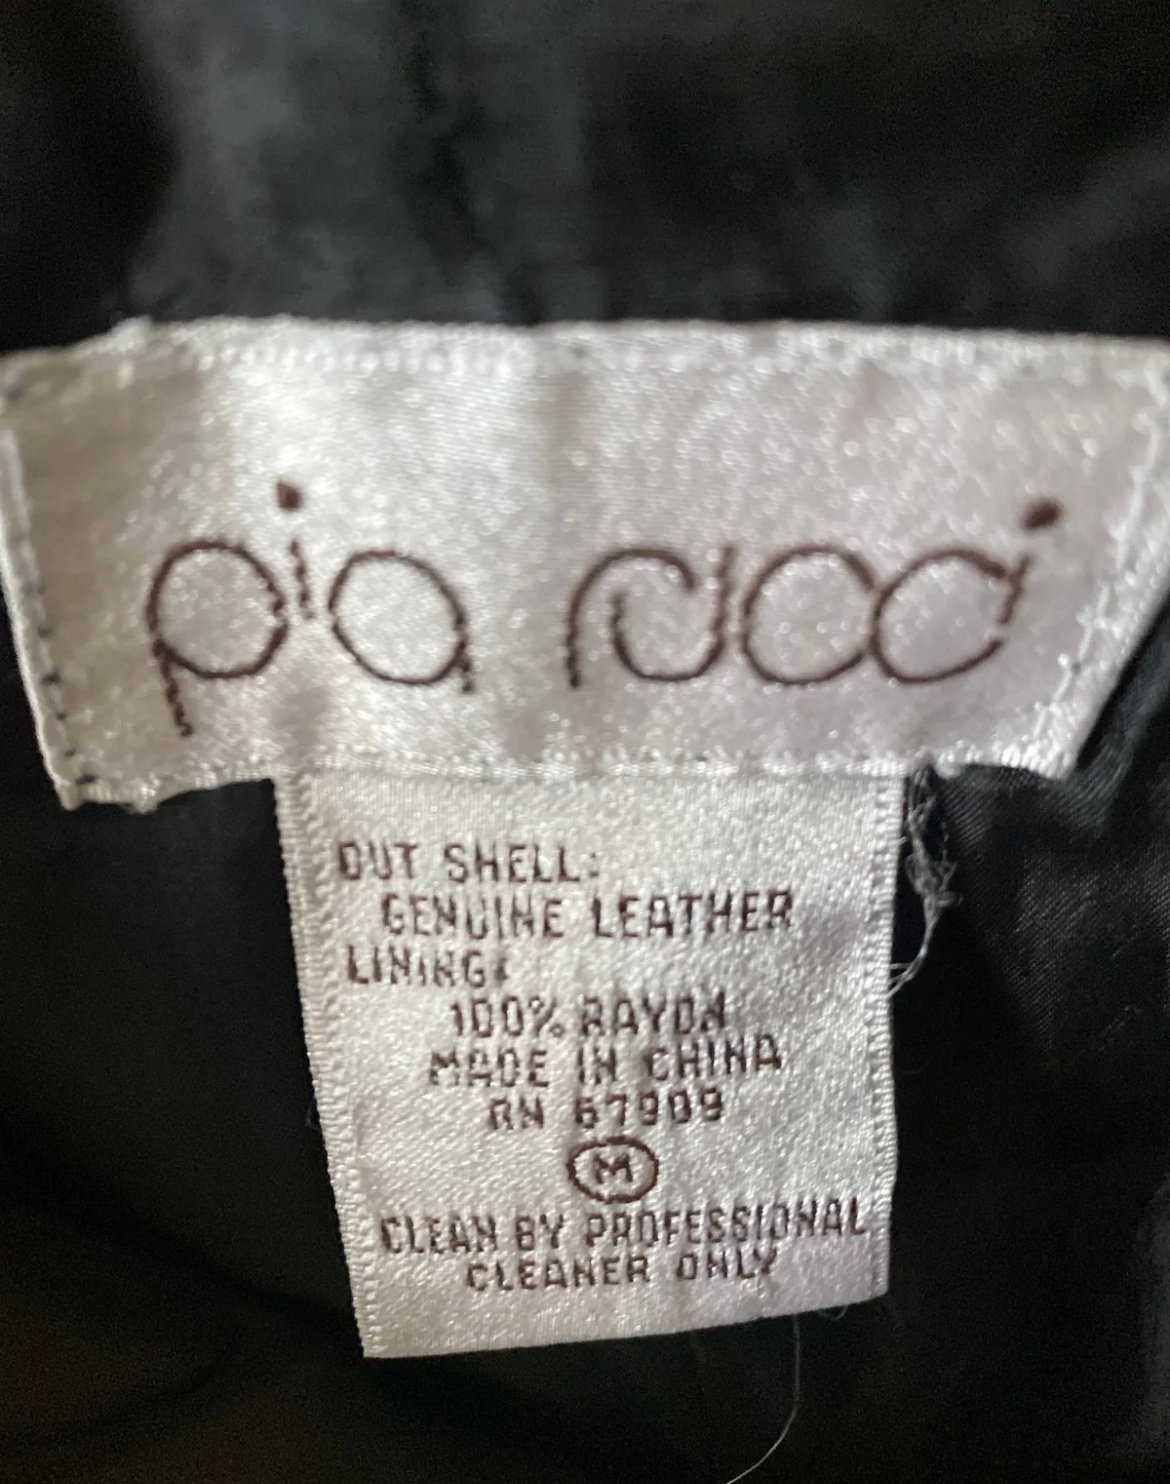 pia rucci
OUT SHELL:
GENUINE LEATHER
LINING:
100% RAYON
MADE IN CHINA
RN 67909
M
CLEAN BY PROFESSIONAL
CLEANER ONLY